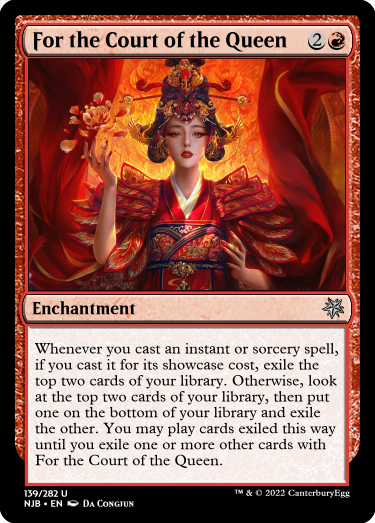 For the Court of the Queen 2
Enchantment
Whenever you cast an instant or sorcery spell,
if you cast it for its showcase cost, exile the
top two cards of your library. Otherwise, look
at the top two cards of your library, then put
one on the bottom of your library and exile
the other. You may play cards exiled this way
until you exile one or more other cards with
For the Court of the Queen.
139/282 U
NJB • EN Da Congjun
™ & © 2022 CanterburyEgg